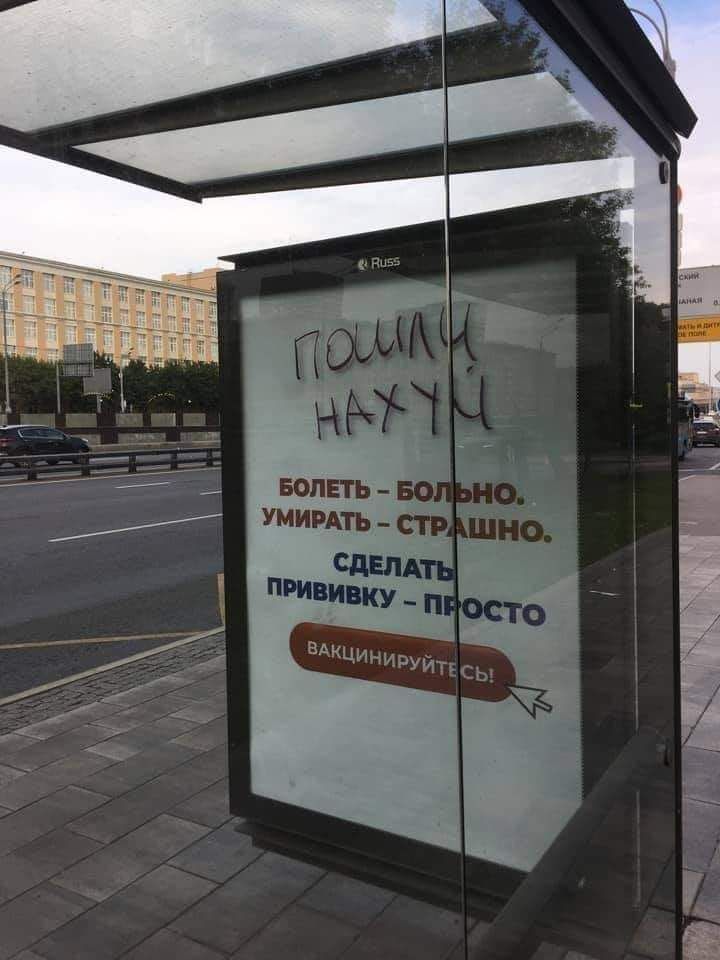 Russ
ПОШЛИ
НАХУЙ
БОЛЕТЬ – БОЛЬНО.
УМИРАТЬ – СТРАШНО.
СДЕЛАТЬ
ПРИВИВКУ – ПРОСТО
ВАКЦИНИРУЙТЕСЬ!